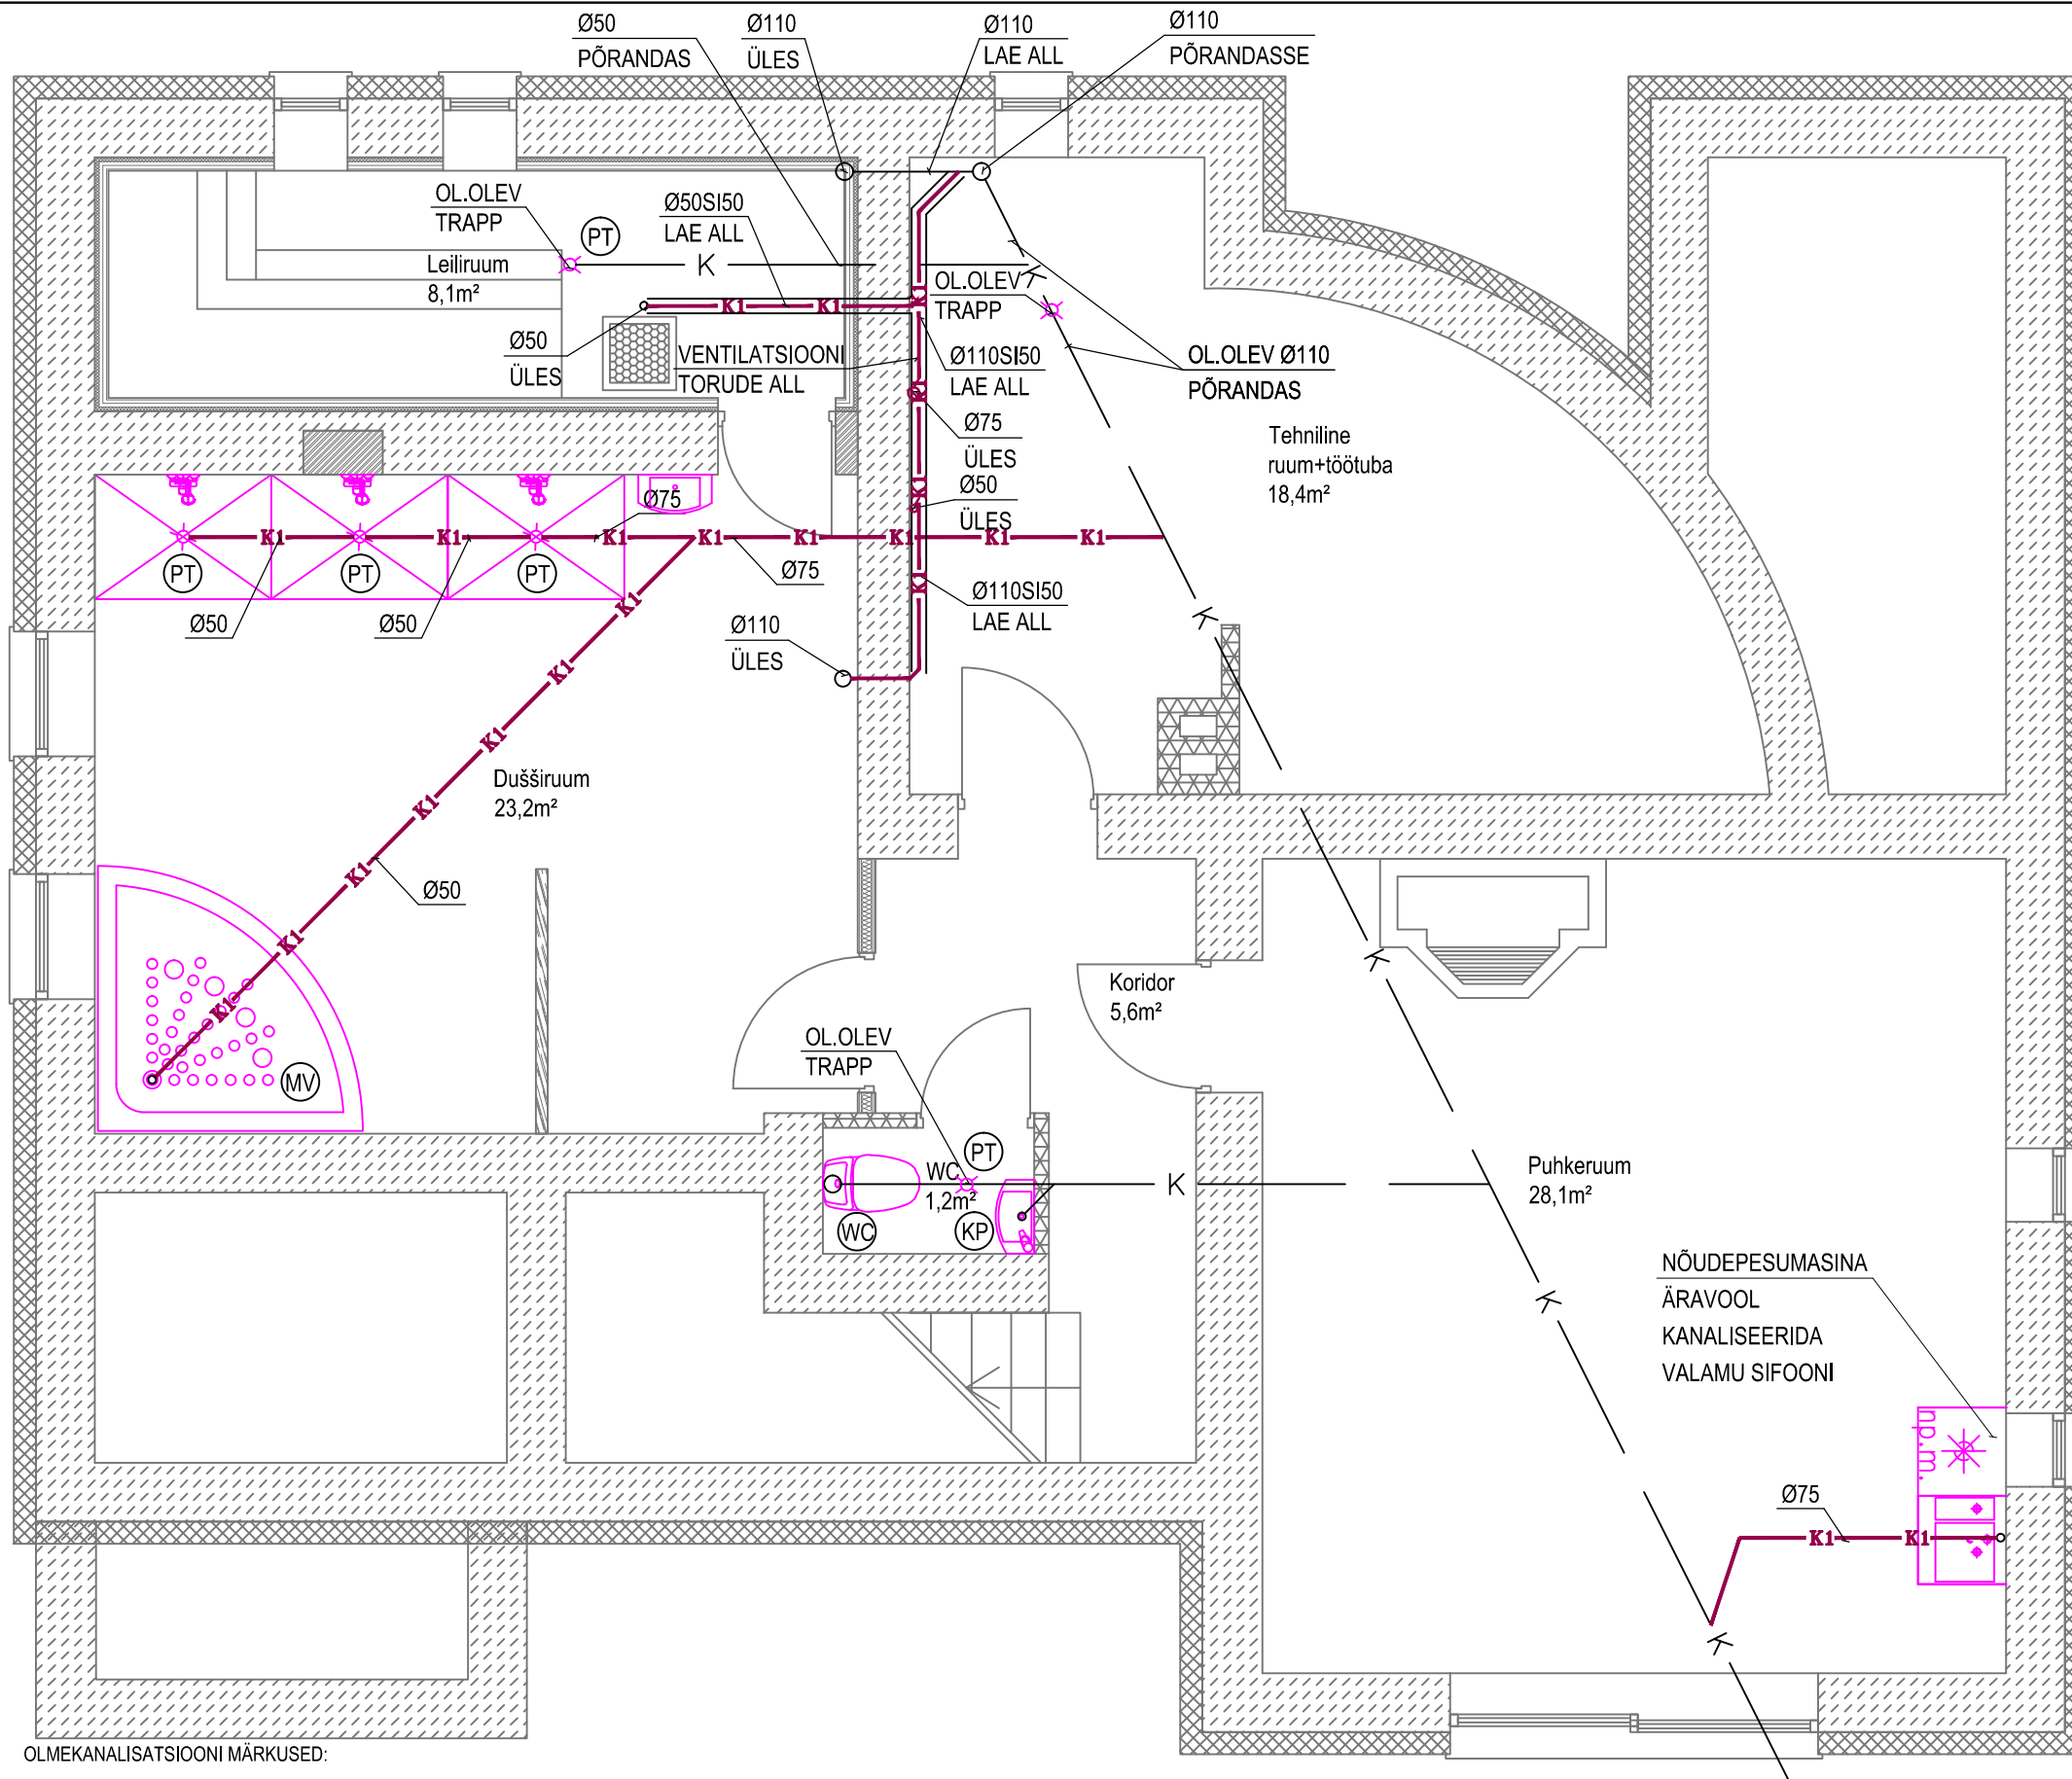 Ø50
PÕRANDAS
Ø110
ÜLES
Ø110
LAE ALL
Ø110
PÕRANDASSE
OL.OLEV
TRAPP
PT
Ø50SI50
LAE ALL
K
K
Leiliruum
8,1m²
OL.OLEV
TRAPP
K1
K1
K1
Ø50
ÜLES
VENTILATSIOONI
TORUDE ALL
Ø110SI50
LAE ALL
OL.OLEV Ø110
PÕRANDAS
K1
Ø75
ÜLES
Tehniline
ruum+töötuba
18,4m²
Ø75
K1
Ø50
ÜLES
K1
K1
K1
K1
K1
K1
K1
K1
PT
PT
PT
Ø75
K1
Ø110SI50
LAE ALL
Ø50
Ø50
K1
K
Ø110
ÜLES
K1
K1
Dušširuum
23,2m²
K1
K1
Ø50
K1
K
Koridor
5,6m²
K1
OL.OLEV
TRAPP
MV
PT
WC
1,2m²
K
WC
KP
Puhkeruum
28,1m²
K
NÕUDEPESUMASINA
ÄRAVOOL
KANALISEERIDA
VALAMU SIFOONI
np.m.
Ø75
K1
K1
K
OLMEKANALISATSIOONI MÄRKUSED: